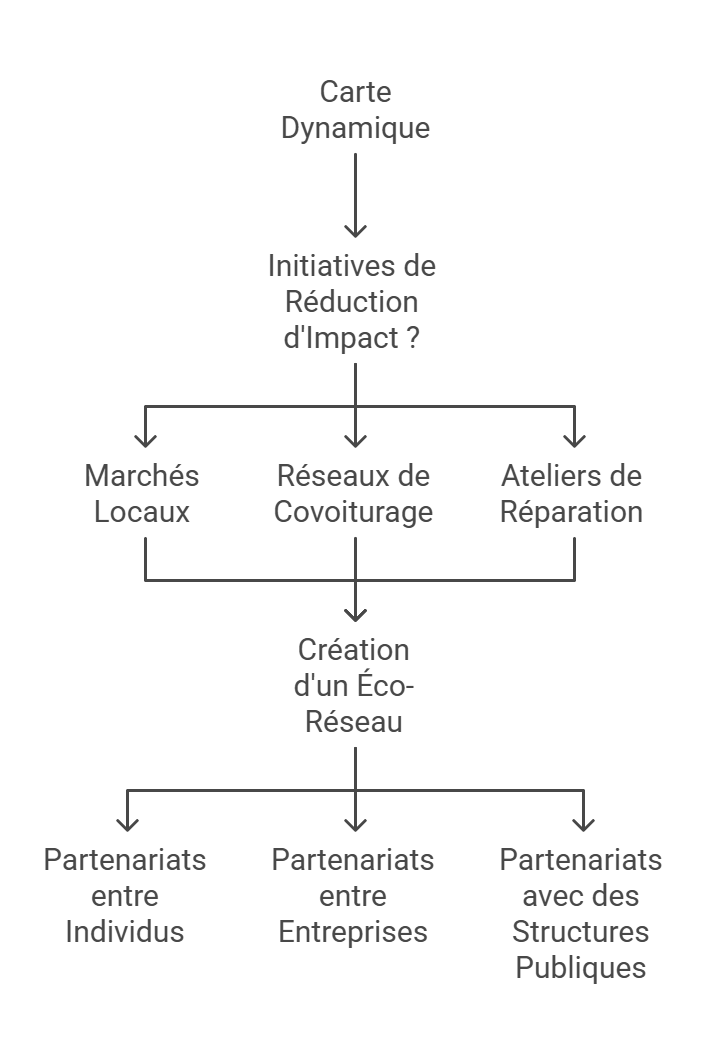 Carte
Dynamique
Initiatives de
Réduction
d'Impact ?
Marchés
Locaux
Réseaux de
Covoiturage
Ateliers de
Réparation
Création
d'un Éco-
Réseau
Partenariats
entre
Individus
Partenariats
entre
Entreprises
Partenariats
avec des
Structures
Publiques